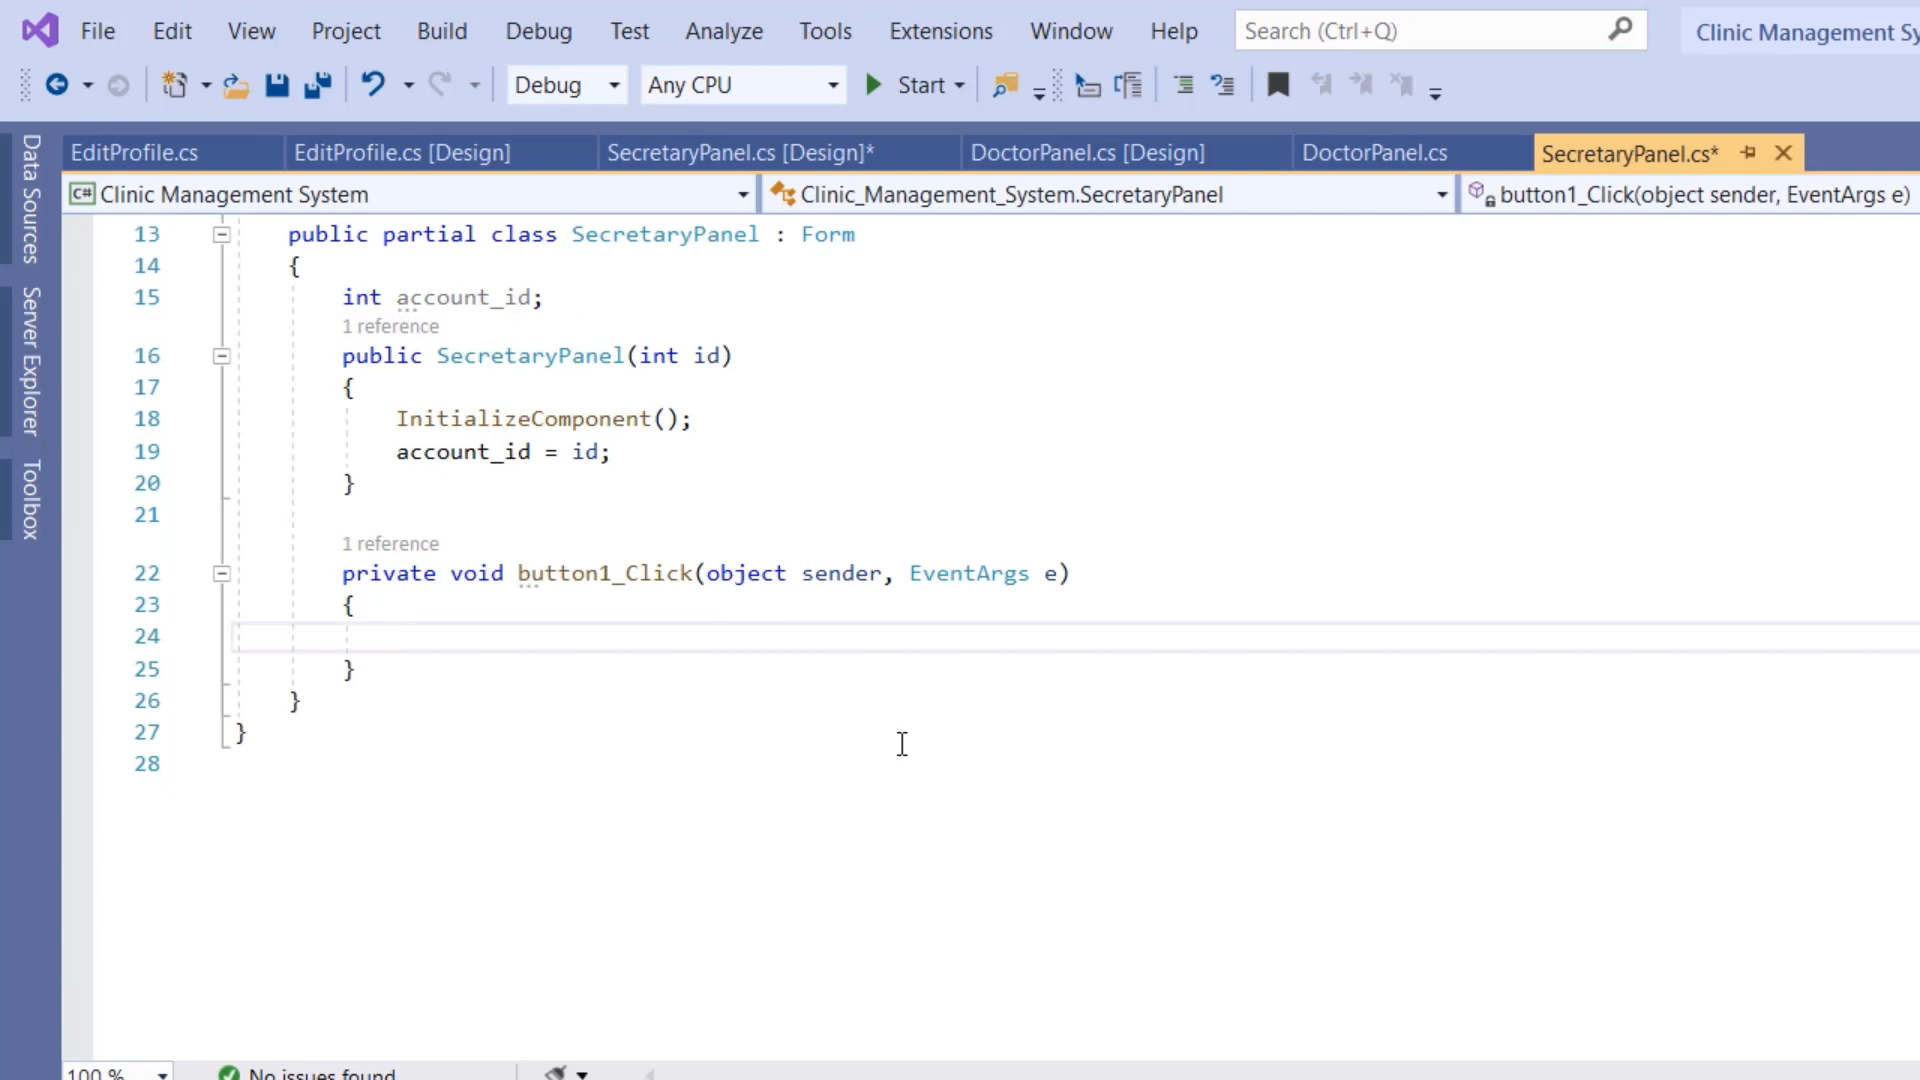 File Edit View Project Build Debug Test Analyze Tools Extensions Window Help Search (Ctrl+Q) Clinic Management Sy
Debug Any CPU Start
EditProfile.cs EditProfile.cs [Design] SecretaryPanel.cs [Design]* DoctorPanel.cs [Design] DoctorPanel.cs SecretaryPanel.cs*
C# Clinic Management System Clinic_Management_System.SecretaryPanel button1_Click(object sender, EventArgs e)
Data Sources
Server Explorer
Toolbox
13 public partial class SecretaryPanel : Form
14 {
15 int account_id;
1 reference
16 public SecretaryPanel(int id)
17 {
18 InitializeComponent();
19 account_id = id;
20 }
21
1 reference
22 private void button1_Click(object sender, EventArgs e)
23 {
24
25 }
26 }
27 }
28
100 % No issues found